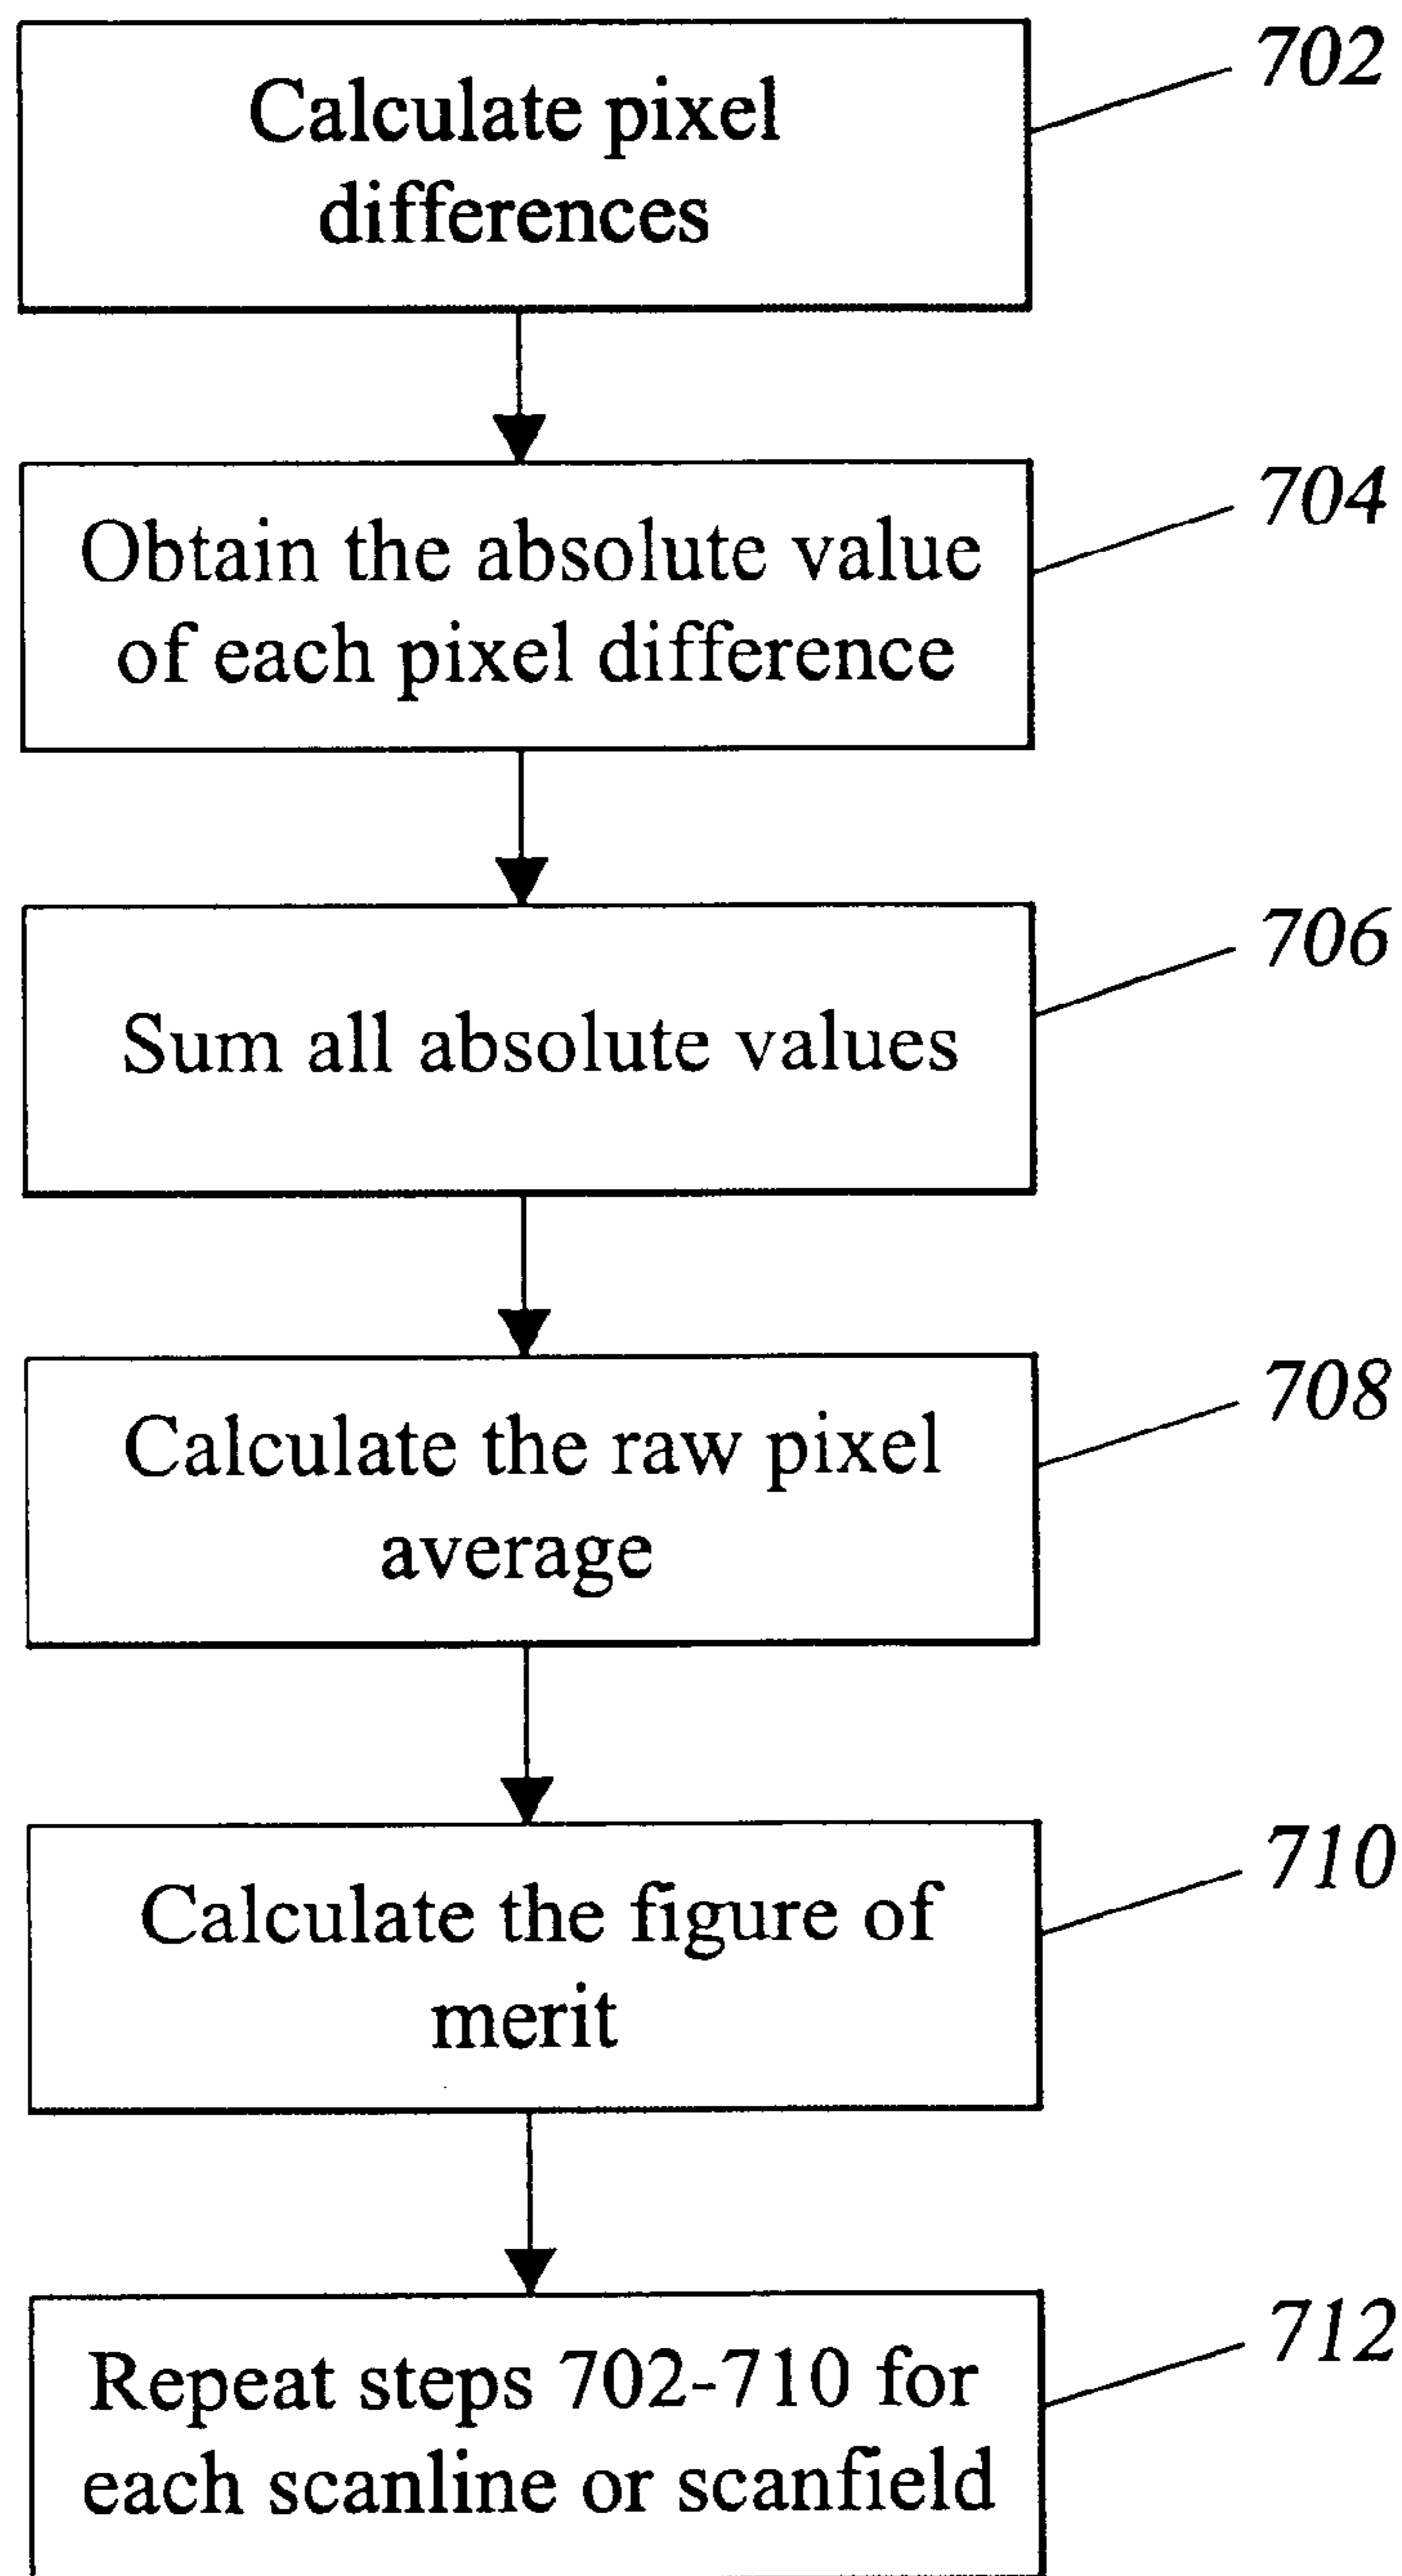 702
Calculate pixel
differences
704
Obtain the absolute value
of each pixel difference
706
Sum all absolute values
708
Calculate the raw pixel
average
710
Calculate the figure of
merit
712
Repeat steps 702-710 for
each scanline or scanfield